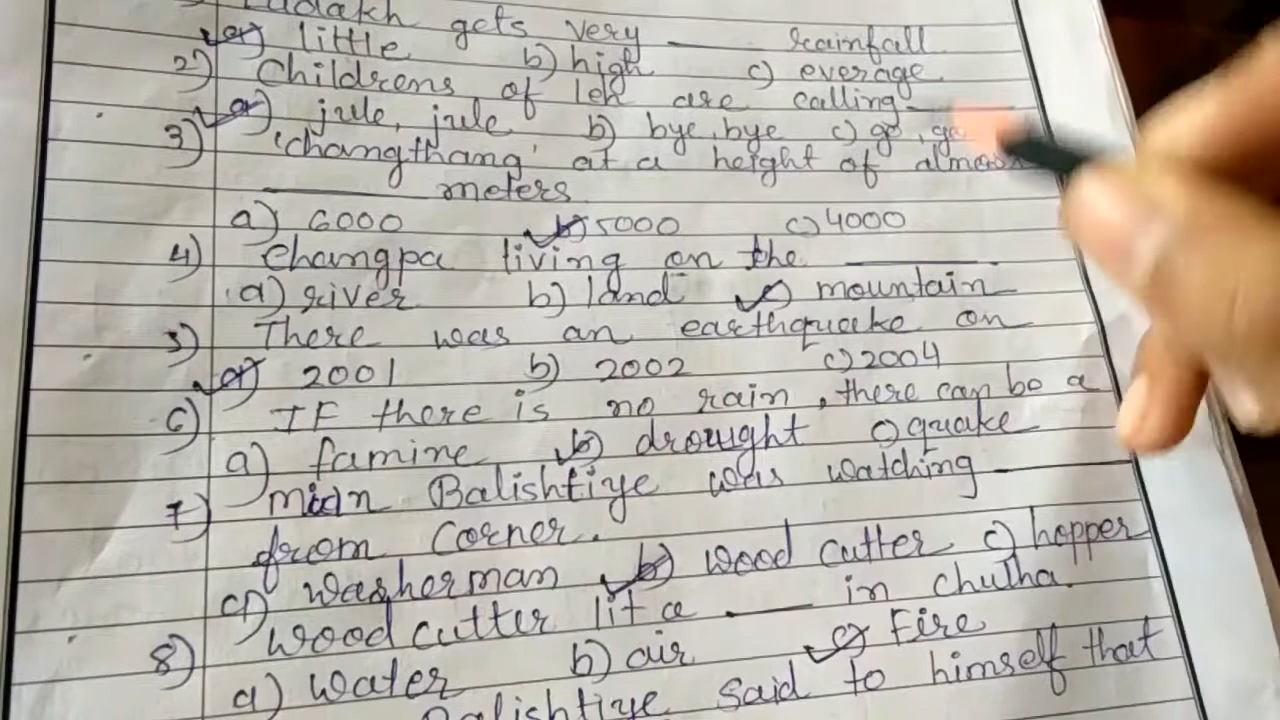 Ladakh gets very ___ rainfall
a) little b) high c) everage
2) Childrens of leh are calling ___
a) jule, jule b) bye, bye c) go, go
3) 'changthang' at a height of almost
___ meters
a) 6000 b) 5000 c) 4000
4) Changpa living on the ___
a) river b) land c) mountain
5) There was an earthquake on
a) 2001 b) 2002 c) 2004
6) IF there is no rain, there can be a
a) famine b) drought c) quake
7) mian Balishtiye was watching ___
from corner.
a) washerman b) wood cutter c) hopper
8) wood cutter lit a ___ in chulha.
a) water b) air c) Fire
Balishtiye said to himself that